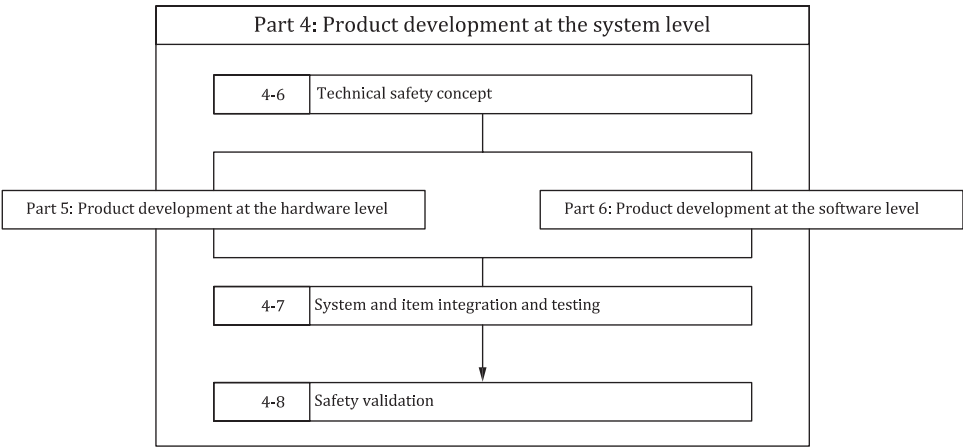 Part 4: Product development at the system level
4-6 Technical safety concept
Part 5: Product development at the hardware level
Part 6: Product development at the software level
4-7 System and item integration and testing
4-8 Safety validation